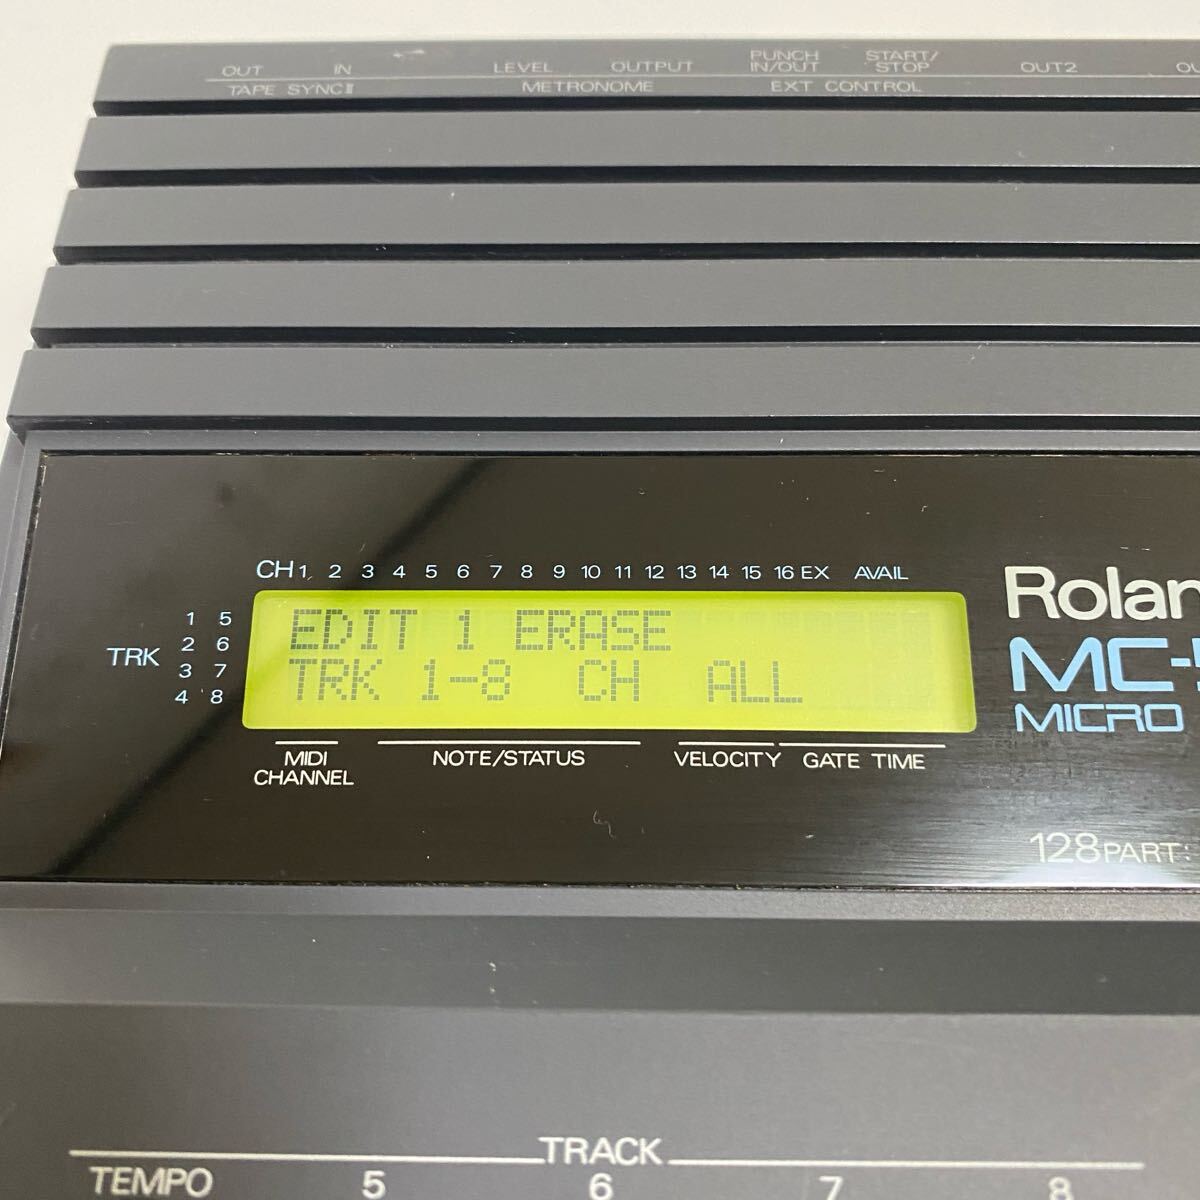 OUT IN LEVEL OUTPUT PUNCH IN/OUT START/STOP OUT2
TAPE SYNC II METRONOME EXT CONTROL
CH 1 2 3 4 5 6 7 8 9 10 11 12 13 14 15 16 EX AVAIL
TRK
1 5
2 6
3 7
4 8
EDIT 1 ERASE
TRK 1-8 CH ALL
MIDI CHANNEL NOTE/STATUS VELOCITY GATE TIME
Rolan
MC-5
MICRO
128PART:
TRACK
TEMPO 5 6 7 8